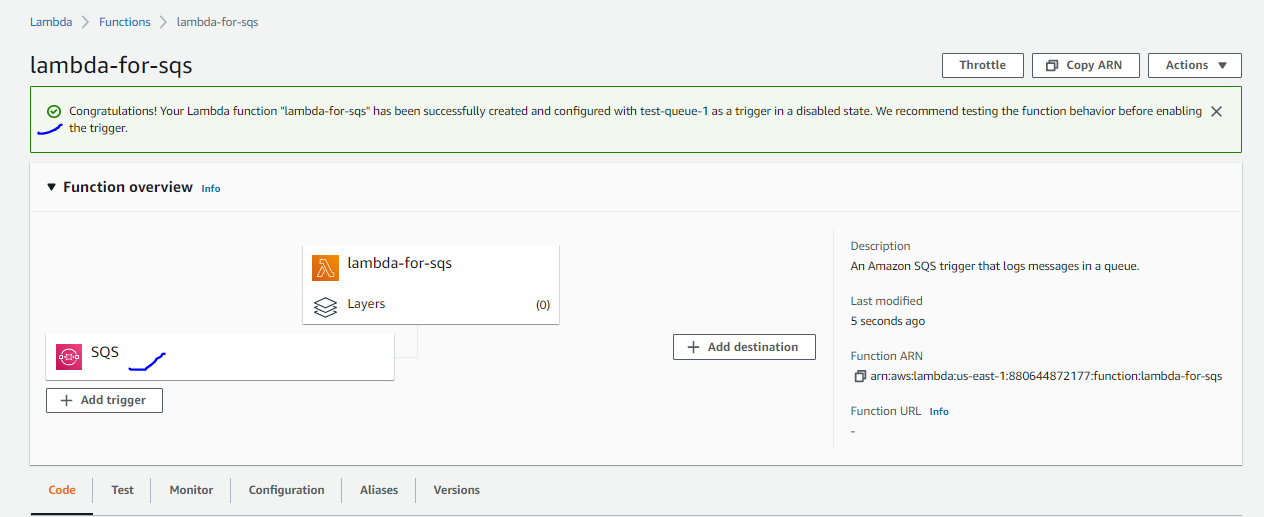 Lambda > Functions > lambda-for-sqs
lambda-for-sqs
Throttle
Copy ARN
Actions
Congratulations! Your Lambda function "lambda-for-sqs" has been successfully created and configured with test-queue-1 as a trigger in a disabled state. We recommend testing the function behavior before enabling
the trigger.
Function overview Info
lambda-for-sqs
Layers (0)
SQS
+ Add trigger
+ Add destination
Description
An Amazon SQS trigger that logs messages in a queue.
Last modified
5 seconds ago
Function ARN
arn:aws:lambda:us-east-1:880644872177:function:lambda-for-sqs
Function URL Info
-
Code
Test
Monitor
Configuration
Aliases
Versions